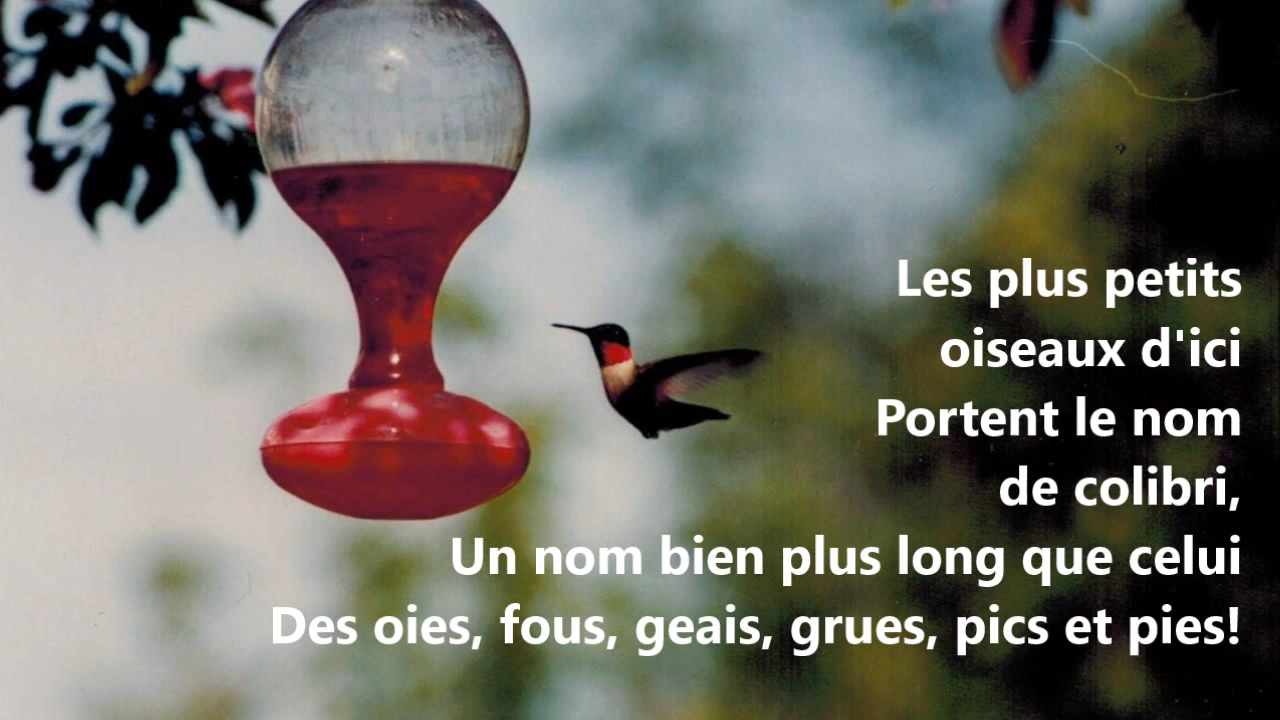 Les plus petits
oiseaux d'ici
Portent le nom
de colibri,
Un nom bien plus long que celui
Des oies, fous, geais, grues, pics et pies!